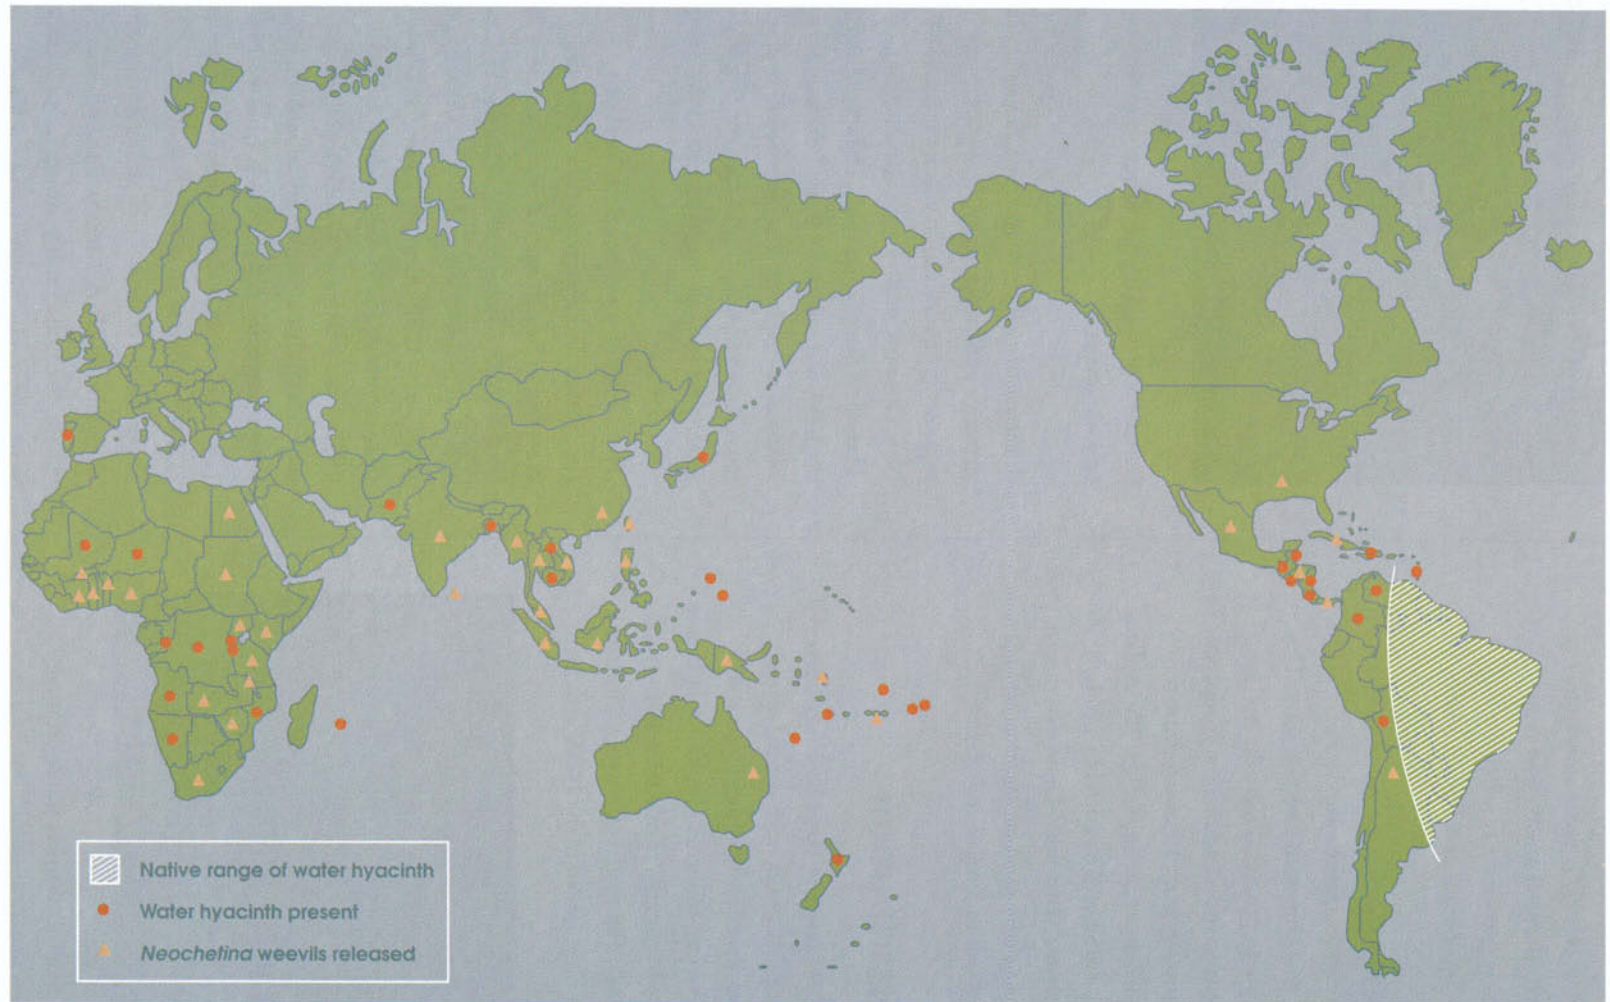 Native range of water hyacinth
Water hyacinth present
Neochetina weevils released